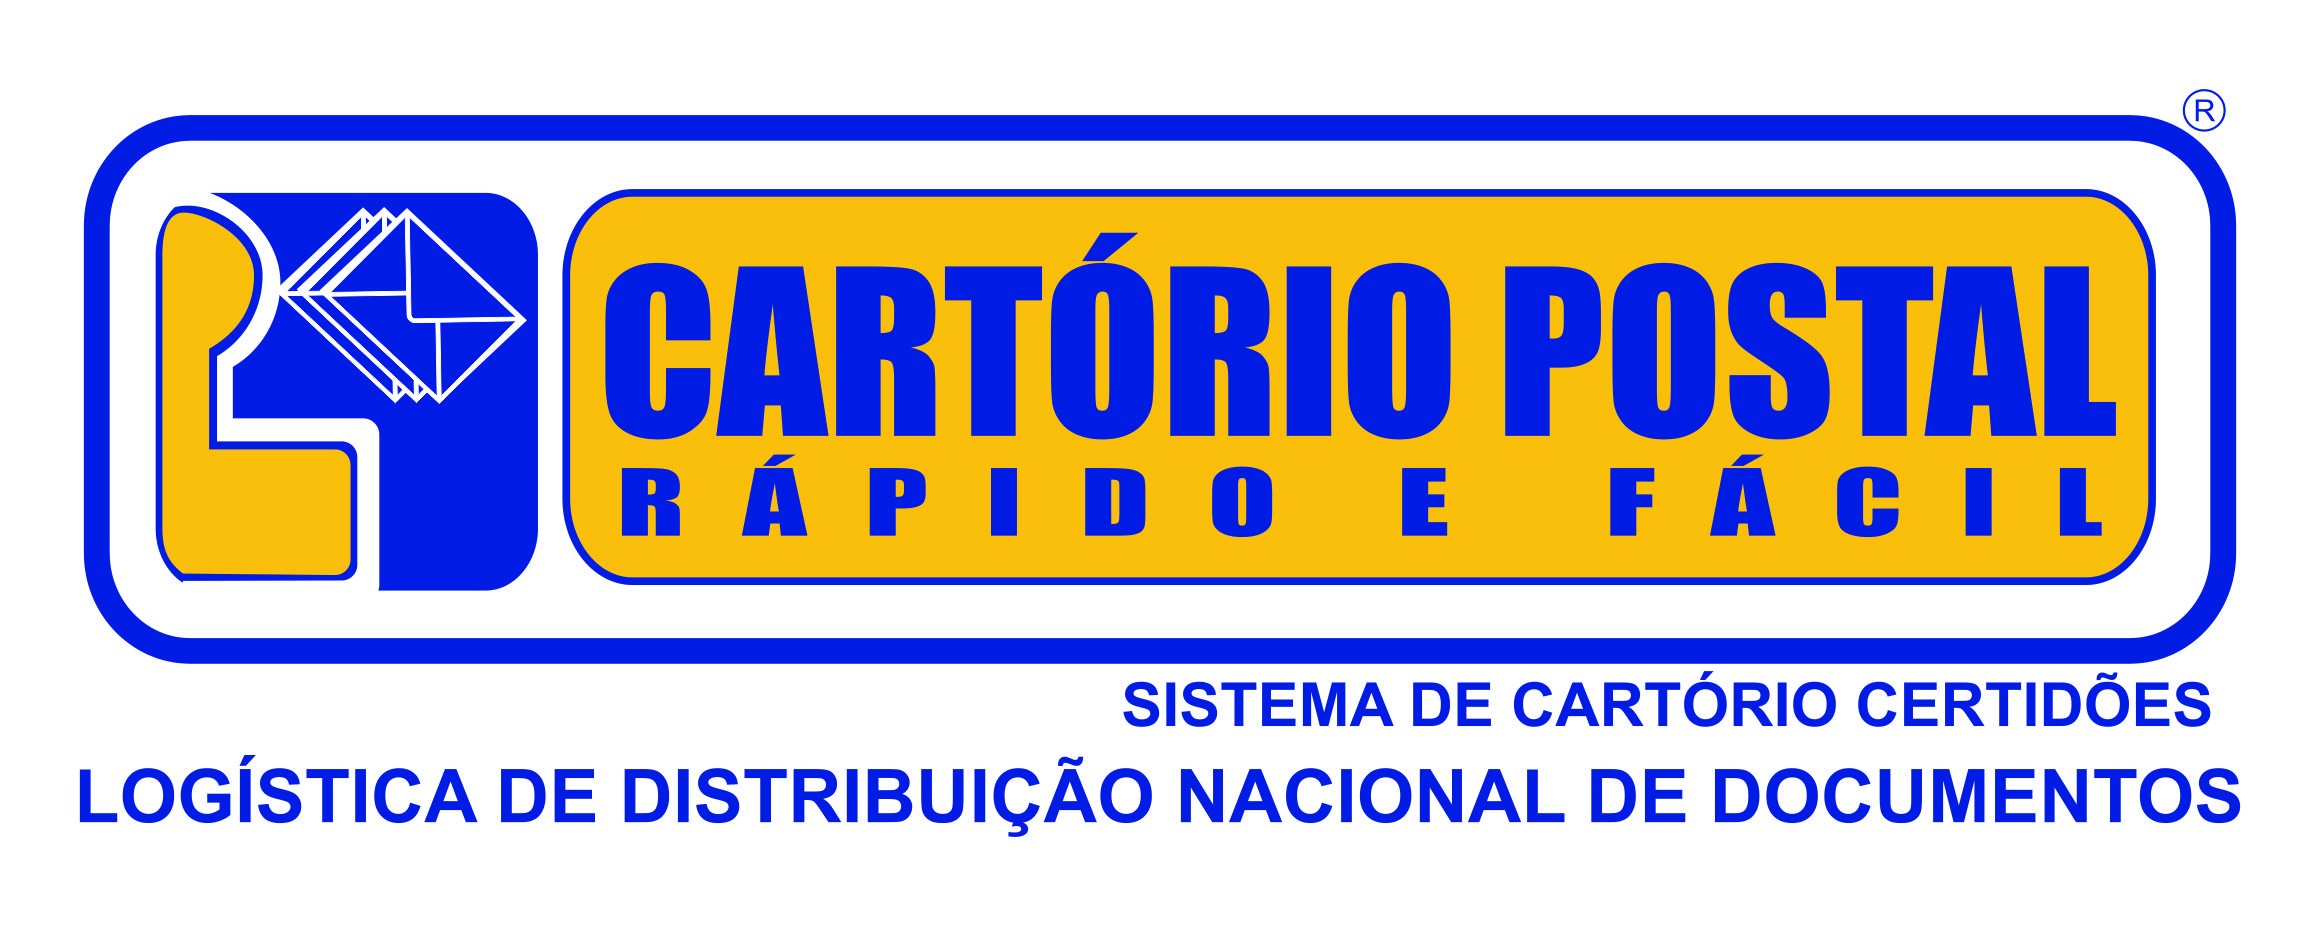 ®
CARTÓRIO POSTAL
RÁPIDO E FÁCIL
SISTEMA DE CARTÓRIO CERTIDÕES
LOGÍSTICA DE DISTRIBUIÇÃO NACIONAL DE DOCUMENTOS